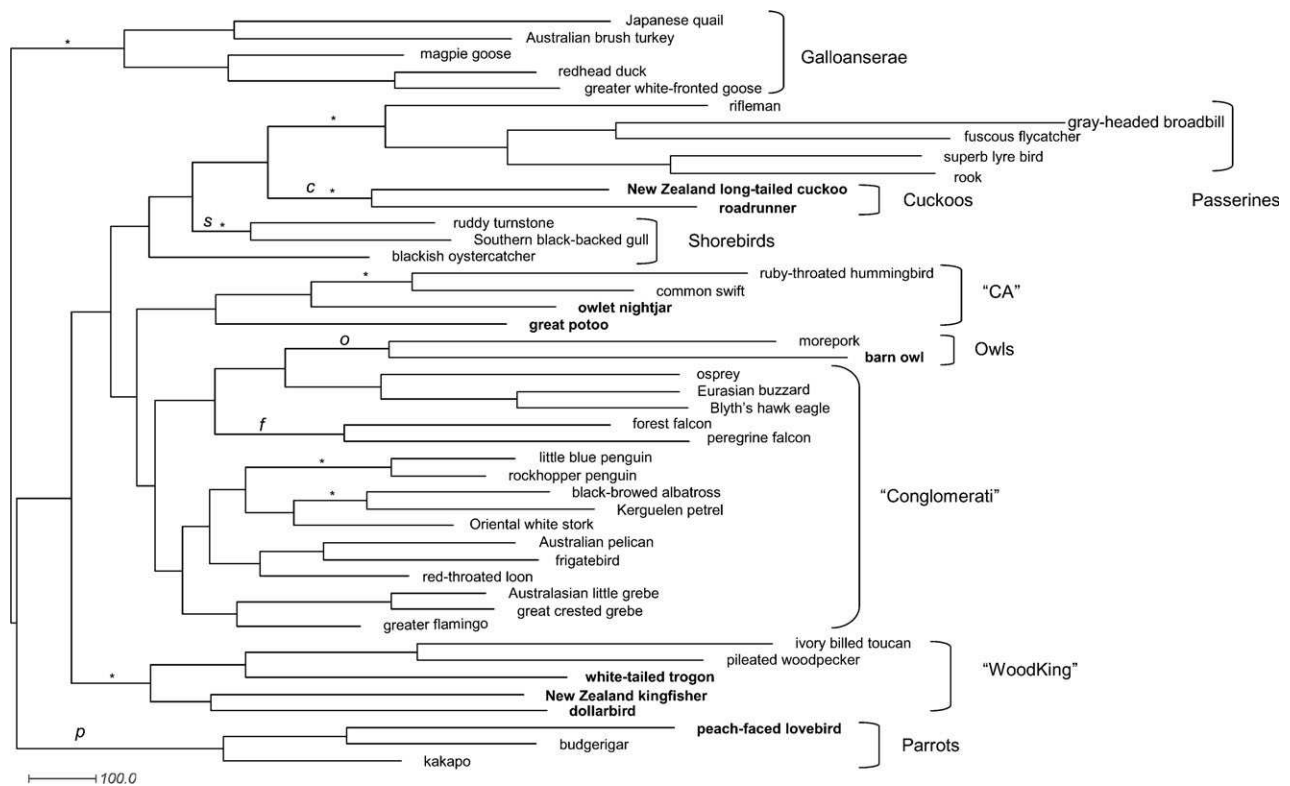 Japanese quail
*
Australian brush turkey
magpie goose
Galloanserae
redhead duck
greater white-fronted goose
rifleman
*
gray-headed broadbill
fuscous flycatcher
superb lyre bird
rook
c *
New Zealand long-tailed cuckoo
Cuckoos
Passerines
roadrunner
s *
ruddy turnstone
Southern black-backed gull
Shorebirds
blackish oystercatcher
*
ruby-throated hummingbird
common swift
"CA"
owlet nightjar
great potoo
o
morepork
Owls
barn owl
osprey
Eurasian buzzard
Blyth's hawk eagle
f
forest falcon
peregrine falcon
*
little blue penguin
rockhopper penguin
*
black-browed albatross
"Conglomerati"
Kerguelen petrel
Oriental white stork
Australian pelican
frigatebird
red-throated loon
Australasian little grebe
great crested grebe
greater flamingo
ivory billed toucan
pileated woodpecker
"WoodKing"
*
white-tailed trogon
New Zealand kingfisher
dollarbird
p
peach-faced lovebird
budgerigar
Parrots
kakapo
100.0